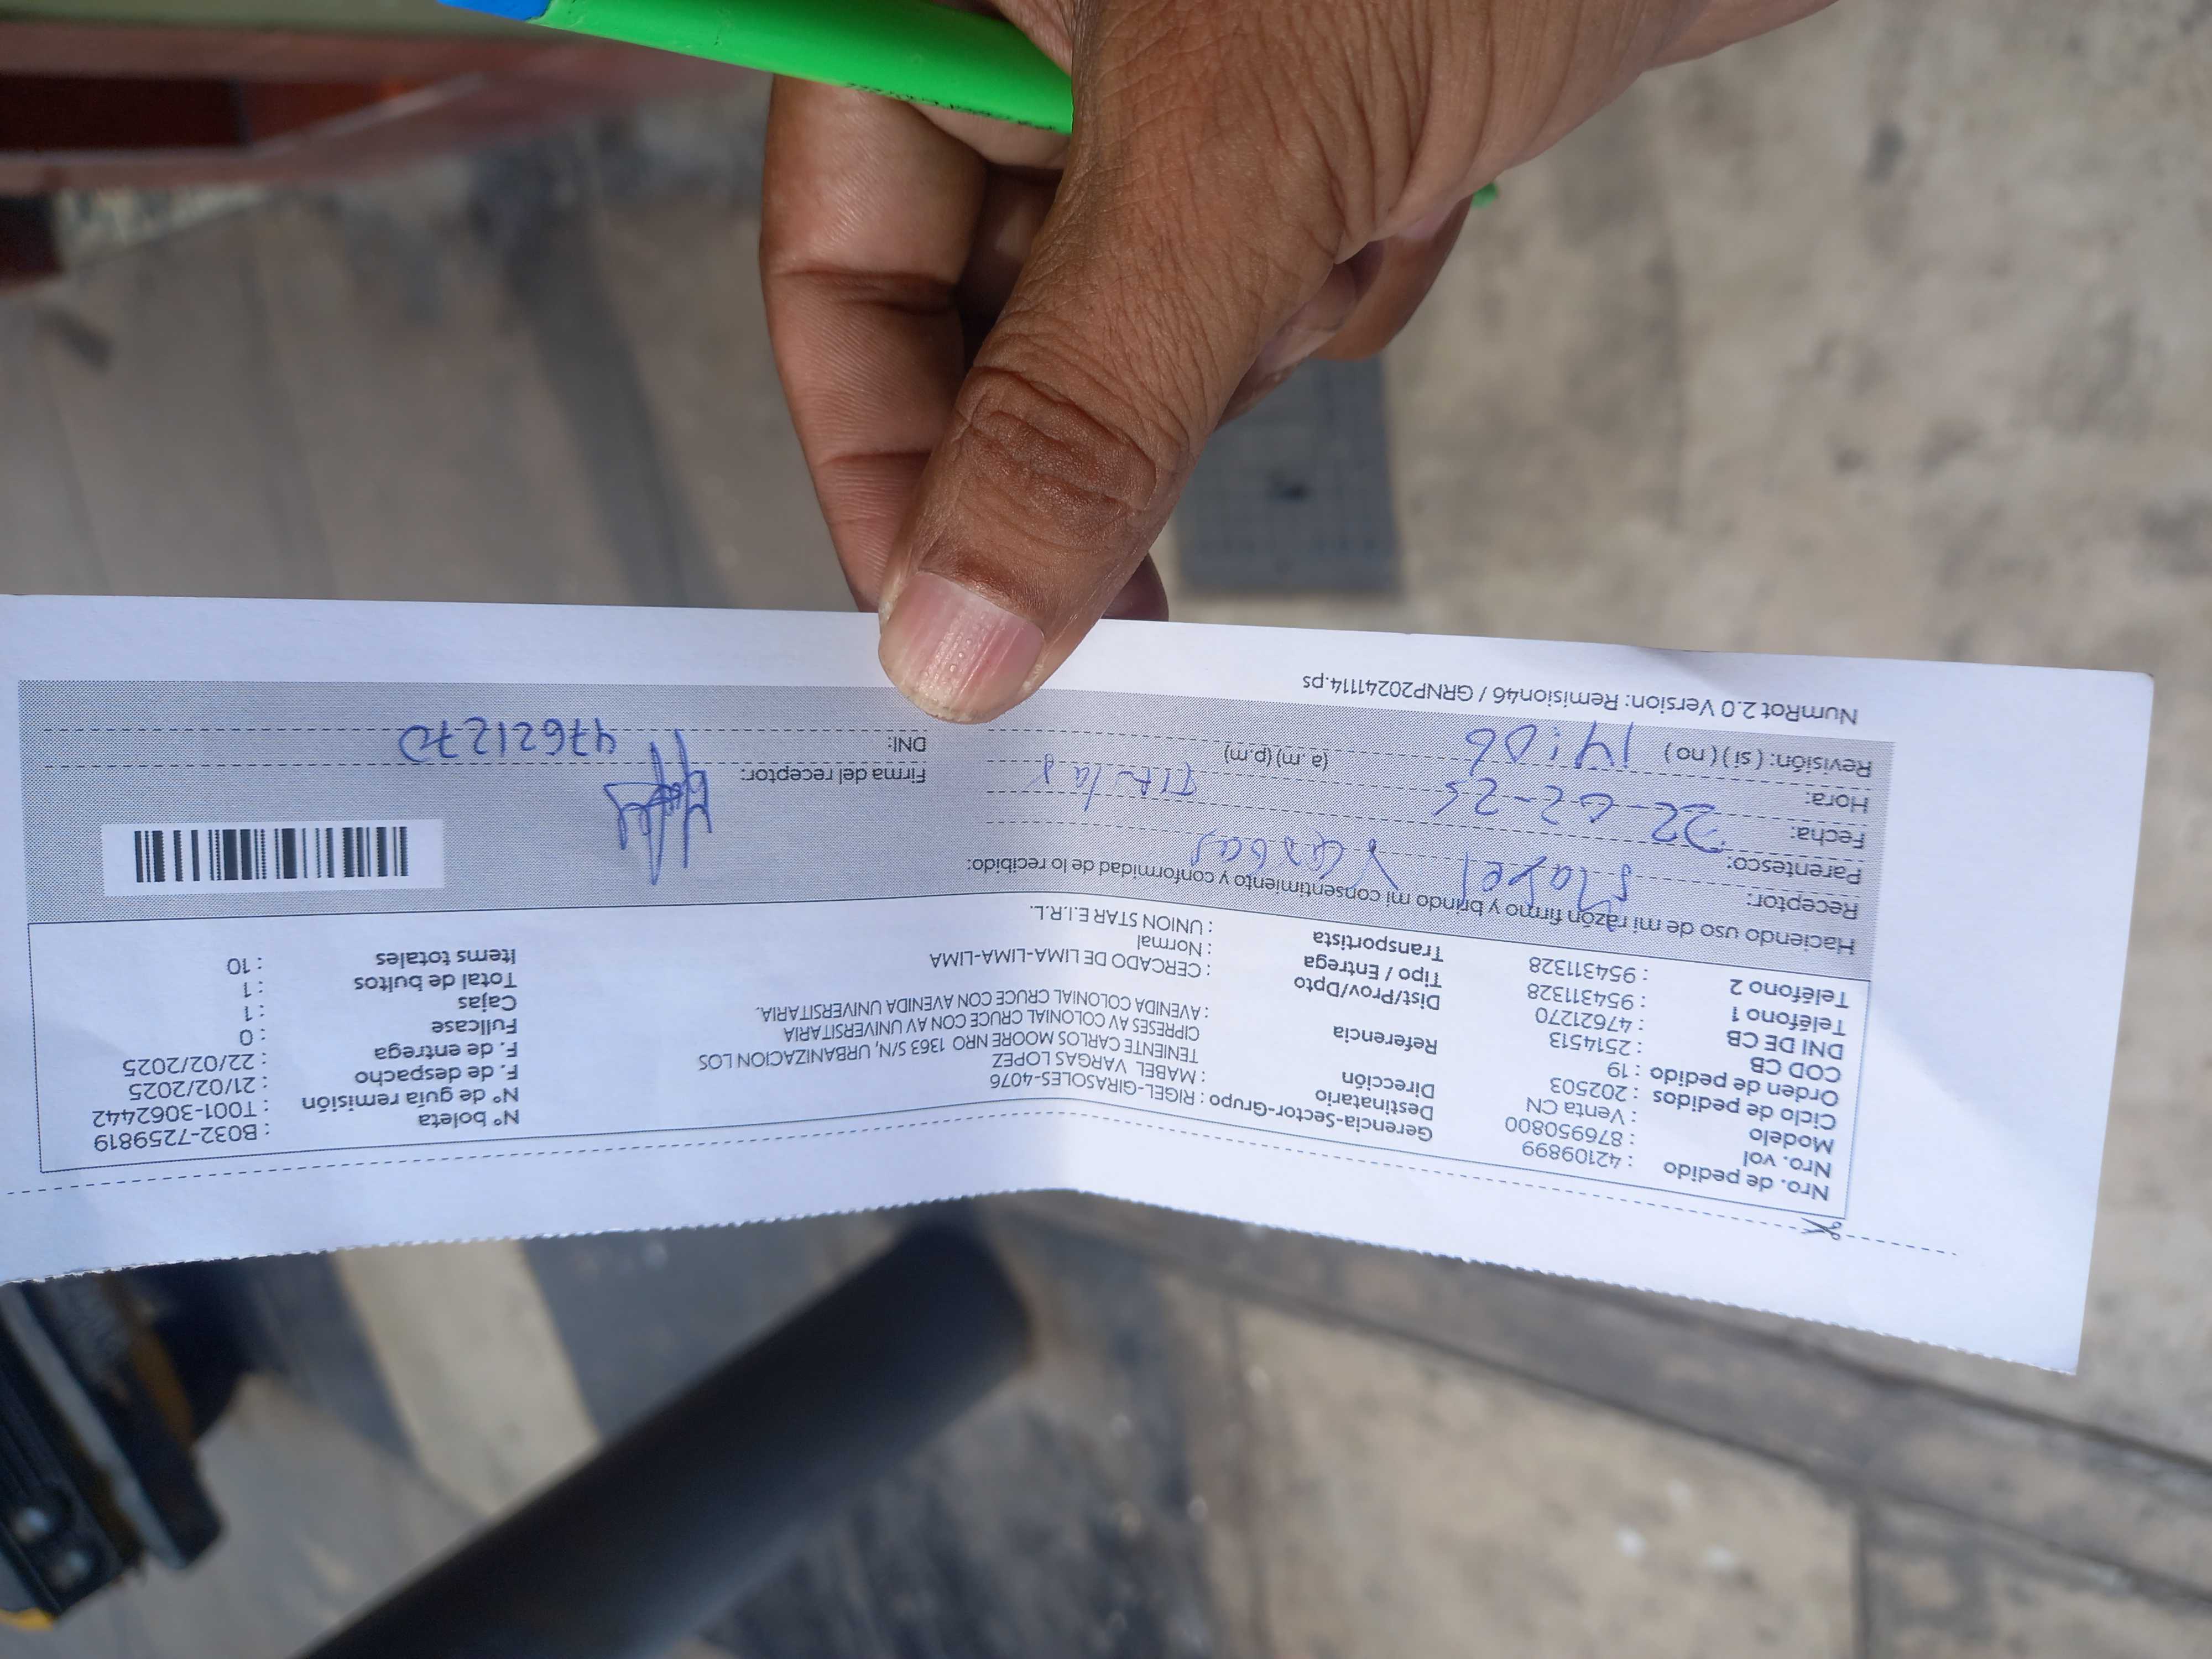 Nro. de pedido : 42109899
Nro. vol : 876950800
Modelo : Venta CN
Ciclo de pedidos : 202503
Orden de pedido : 19
COD CB : 2514513
DNI DE CB : 47621270
Teléfono 1 : 954311328
Teléfono 2 : 954311328
Gerencia-Sector-Grupo : RIGEL-GIRASOLES-4076
Destinatario : MABEL VARGAS LOPEZ
Dirección TENIENTE CARLOS MOORE NRO 1363 S/N, URBANIZACION LOS
CIPRESES AV COLONIAL CRUCE CON AV UNIVERSITARIA
Referencia : AVENIDA COLONIAL CRUCE CON AVENIDA UNIVERSITARIA.
Dist/Prov/Dpto : CERCADO DE LIMA-LIMA-LIMA
Tipo / Entrega : Normal
Transportista : UNION STAR E.I.R.L.
N° boleta : B032-7259819
N° de guía remisión : T001-3062442
F. de despacho : 21/02/2025
F. de entrega : 22/02/2025
Fullcase : 0
Cajas : 1
Total de bultos : 1
Items totales : 10
Haciendo uso de mi razón firmo y brindo mi consentimiento y conformidad de lo recibido:
Receptor: Mabel Vargas
Parentesco: Titular
Fecha: 22-02-25
Hora: 14:06 (a.m) (p.m)
Revisión: ( si ) ( no )
Firma del receptor:
DNI: 47621270
NumRot 2.0 Version: Remision46 / GRNP20241114.ps